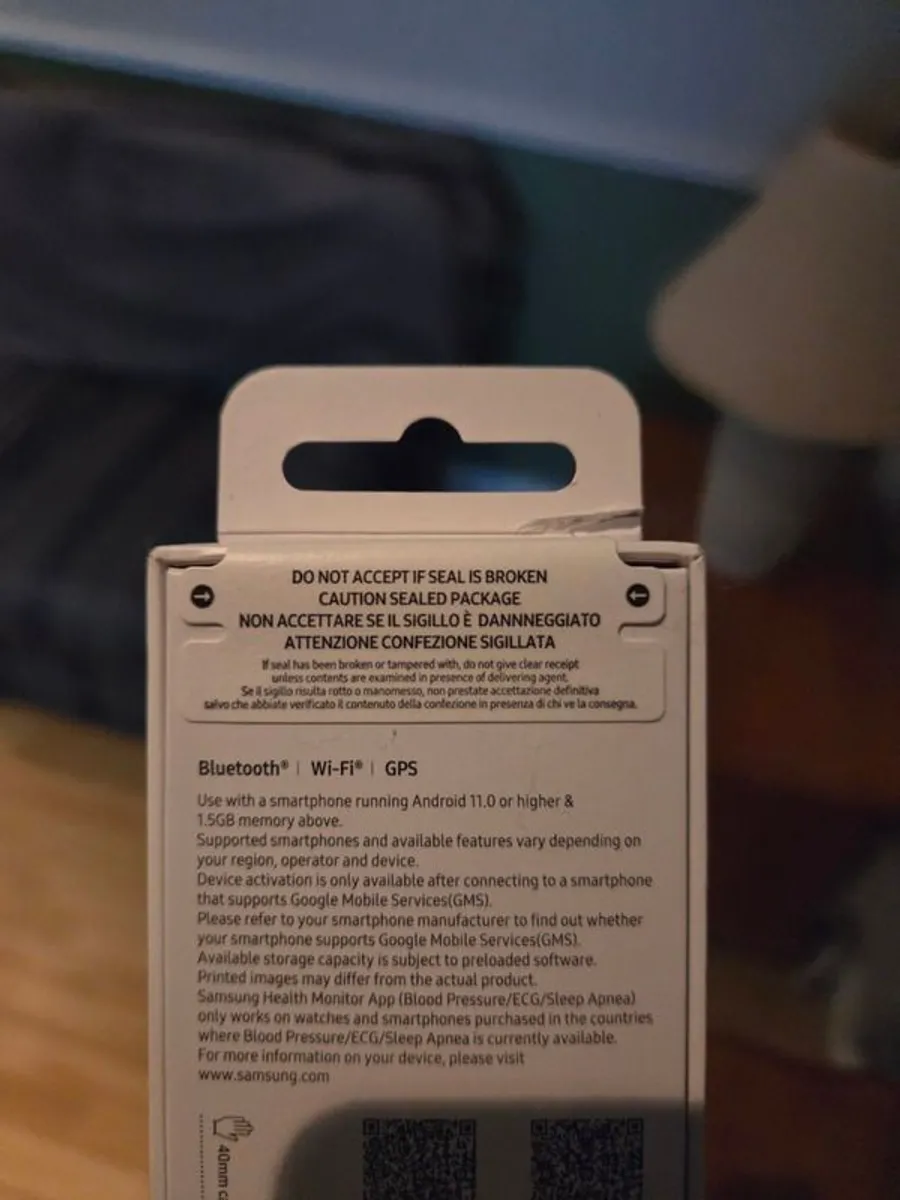 DO NOT ACCEPT IF SEAL IS BROKEN
CAUTION SEALED PACKAGE
NON ACCETTARE SE IL SIGILLO È DANNNEGGIATO
ATTENZIONE CONFEZIONE SIGILLATA
If seal has been broken or tampered with, do not give clear receipt
unless contents are examined in presence of delivering agent.
Se il sigillo risulta rotto o manomesso, non prestate accettazione definitiva
salvo che abbiate verificato il contenuto della confezione in presenza di chi ve la consegna.
Bluetooth® | Wi-Fi® | GPS
Use with a smartphone running Android 11.0 or higher &
1.5GB memory above.
Supported smartphones and available features vary depending on
your region, operator and device.
Device activation is only available after connecting to a smartphone
that supports Google Mobile Services(GMS).
Please refer to your smartphone manufacturer to find out whether
your smartphone supports Google Mobile Services(GMS).
Available storage capacity is subject to preloaded software.
Printed images may differ from the actual product.
Samsung Health Monitor App (Blood Pressure/ECG/Sleep Apnea)
only works on watches and smartphones purchased in the countries
where Blood Pressure/ECG/Sleep Apnea is currently available.
For more information on your device, please visit
www.samsung.com
40mm